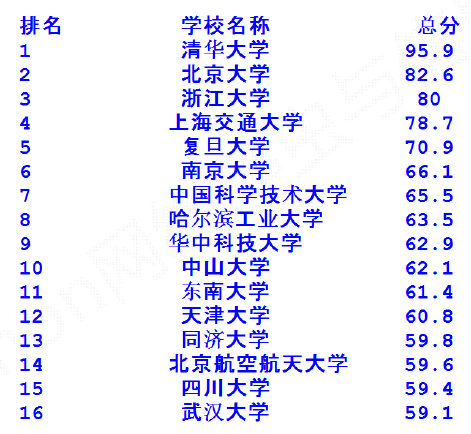 排名 学校名称 总分
1 清华大学 95.9
2 北京大学 82.6
3 浙江大学 80
4 上海交通大学 78.7
5 复旦大学 70.9
6 南京大学 66.1
7 中国科学技术大学 65.5
8 哈尔滨工业大学 63.5
9 华中科技大学 62.9
10 中山大学 62.1
11 东南大学 61.4
12 天津大学 60.8
13 同济大学 59.8
14 北京航空航天大学 59.6
15 四川大学 59.4
16 武汉大学 59.1